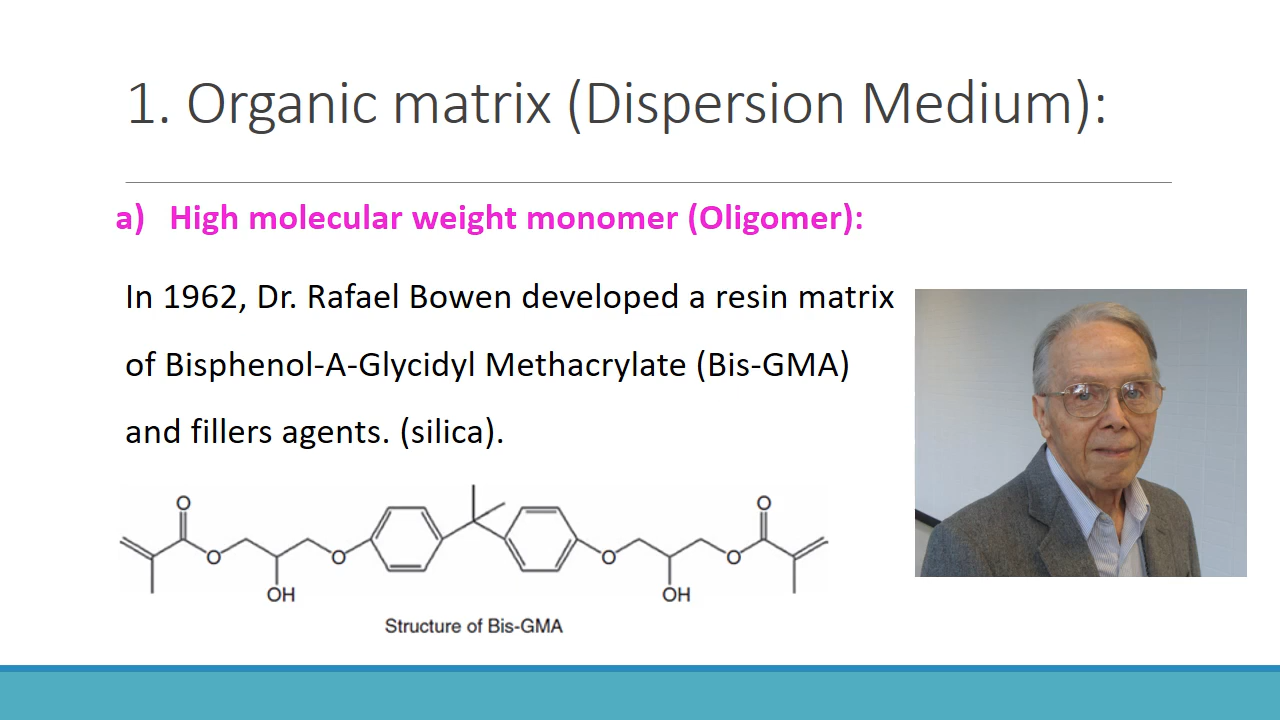 1. Organic matrix (Dispersion Medium):
a) High molecular weight monomer (Oligomer):
In 1962, Dr. Rafael Bowen developed a resin matrix
of Bisphenol-A-Glycidyl Methacrylate (Bis-GMA)
and fillers agents. (silica).
O O
O O O O
OH OH
Structure of Bis-GMA